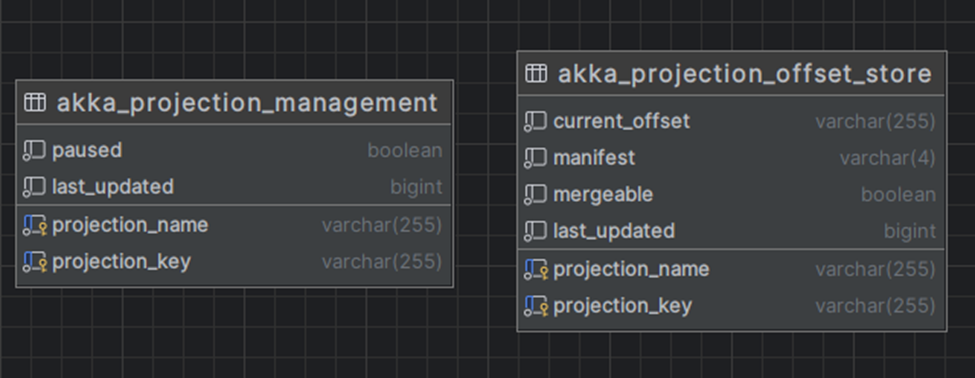 akka_projection_management
paused boolean
last_updated bigint
projection_name varchar(255)
projection_key varchar(255)
akka_projection_offset_store
current_offset varchar(255)
manifest varchar(4)
mergeable boolean
last_updated bigint
projection_name varchar(255)
projection_key varchar(255)